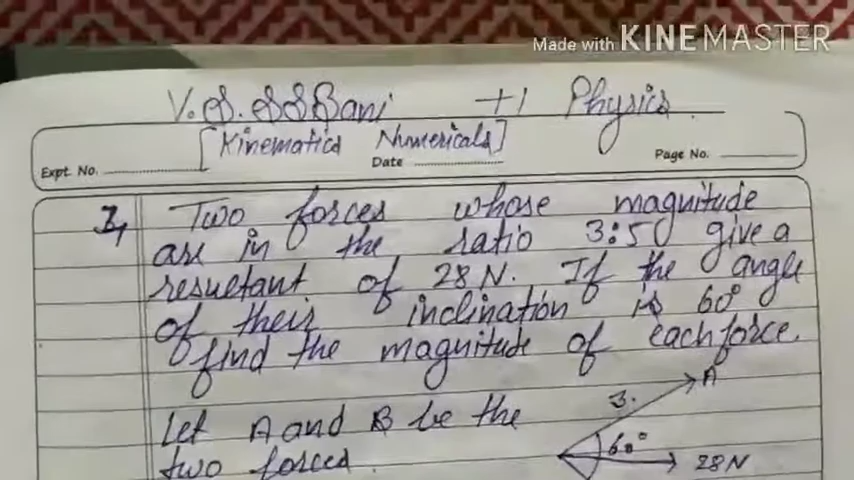 Made with KINEMASTER
V. S. SSBani +1 Physics
[Kinematics Numericals]
Expt. No. Date Page No.
Two forces whose magnitude
are in the ratio 3:5 give a
resultant of 28 N. If the angle
of their inclination is 60°
find the magnitude of each force.
A
3.
Let A and B be the
60°
two forces. 28 N